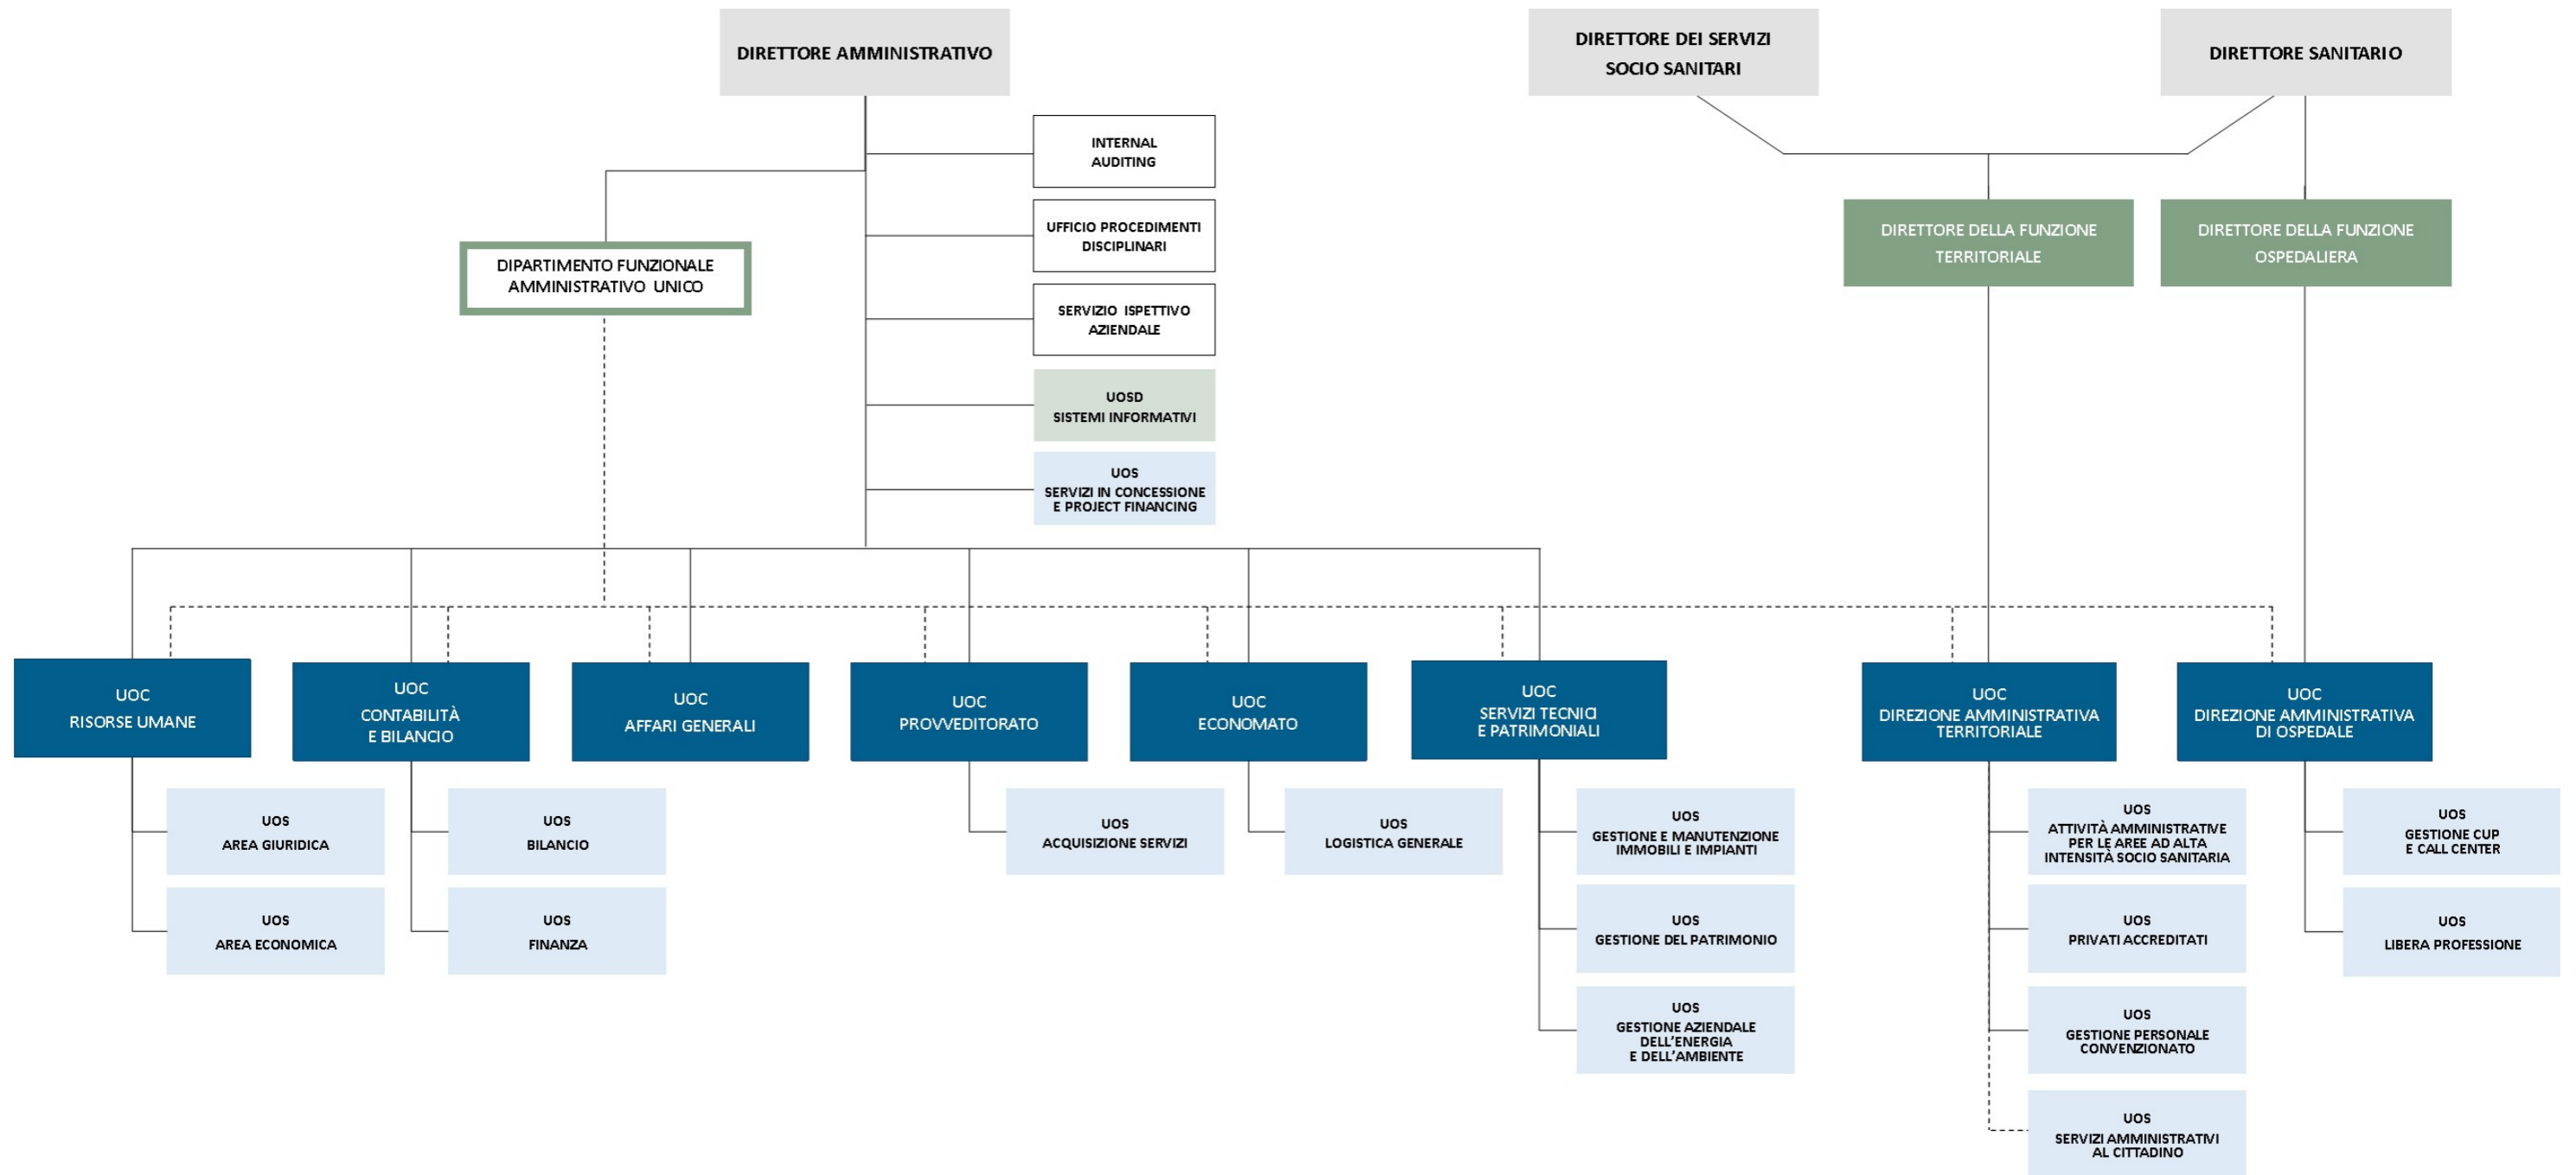 DIRETTORE AMMINISTRATIVO
DIRETTORE DEI SERVIZI
SOCIO SANITARI
DIRETTORE SANITARIO
INTERNAL
AUDITING
UFFICIO PROCEDIMENTI
DISCIPLINARI
DIRETTORE DELLA FUNZIONE
TERRITORIALE
DIRETTORE DELLA FUNZIONE
OSPEDALIERA
DIPARTIMENTO FUNZIONALE
AMMINISTRATIVO UNICO
SERVIZIO ISPETTIVO
AZIENDALE
UOSD
SISTEMI INFORMATIVI
UOS
SERVIZI IN CONCESSIONE
E PROJECT FINANCING
UOC
RISORSE UMANE
UOC
CONTABILITÀ
E BILANCIO
UOC
AFFARI GENERALI
UOC
PROVVEDITORATO
UOC
ECONOMATO
UOC
SERVIZI TECNICI
E PATRIMONIALI
UOC
DIREZIONE AMMINISTRATIVA
TERRITORIALE
UOC
DIREZIONE AMMINISTRATIVA
DI OSPEDALE
UOS
AREA GIURIDICA
UOS
BILANCIO
UOS
ACQUISIZIONE SERVIZI
UOS
LOGISTICA GENERALE
UOS
GESTIONE E MANUTENZIONE
IMMOBILI E IMPIANTI
UOS
ATTIVITÀ AMMINISTRATIVE
PER LE AREE AD ALTA
INTENSITÀ SOCIO SANITARIA
UOS
GESTIONE CUP
E CALL CENTER
UOS
AREA ECONOMICA
UOS
FINANZA
UOS
GESTIONE DEL PATRIMONIO
UOS
PRIVATI ACCREDITATI
UOS
LIBERA PROFESSIONE
UOS
GESTIONE AZIENDALE
DELL'ENERGIA
E DELL'AMBIENTE
UOS
GESTIONE PERSONALE
CONVENZIONATO
UOS
SERVIZI AMMINISTRATIVI
AL CITTADINO